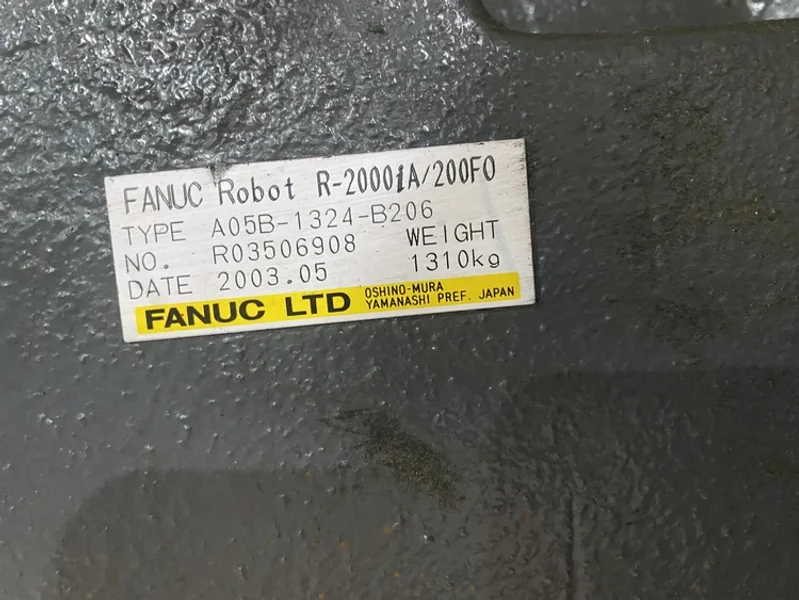 FANUC Robot R-2000iA/200FO
TYPE A05B-1324-B206
NO. R03506908 WEIGHT
DATE 2003.05 1310kg
FANUC LTD OSHINO-MURA
YAMANASHI PREF. JAPAN